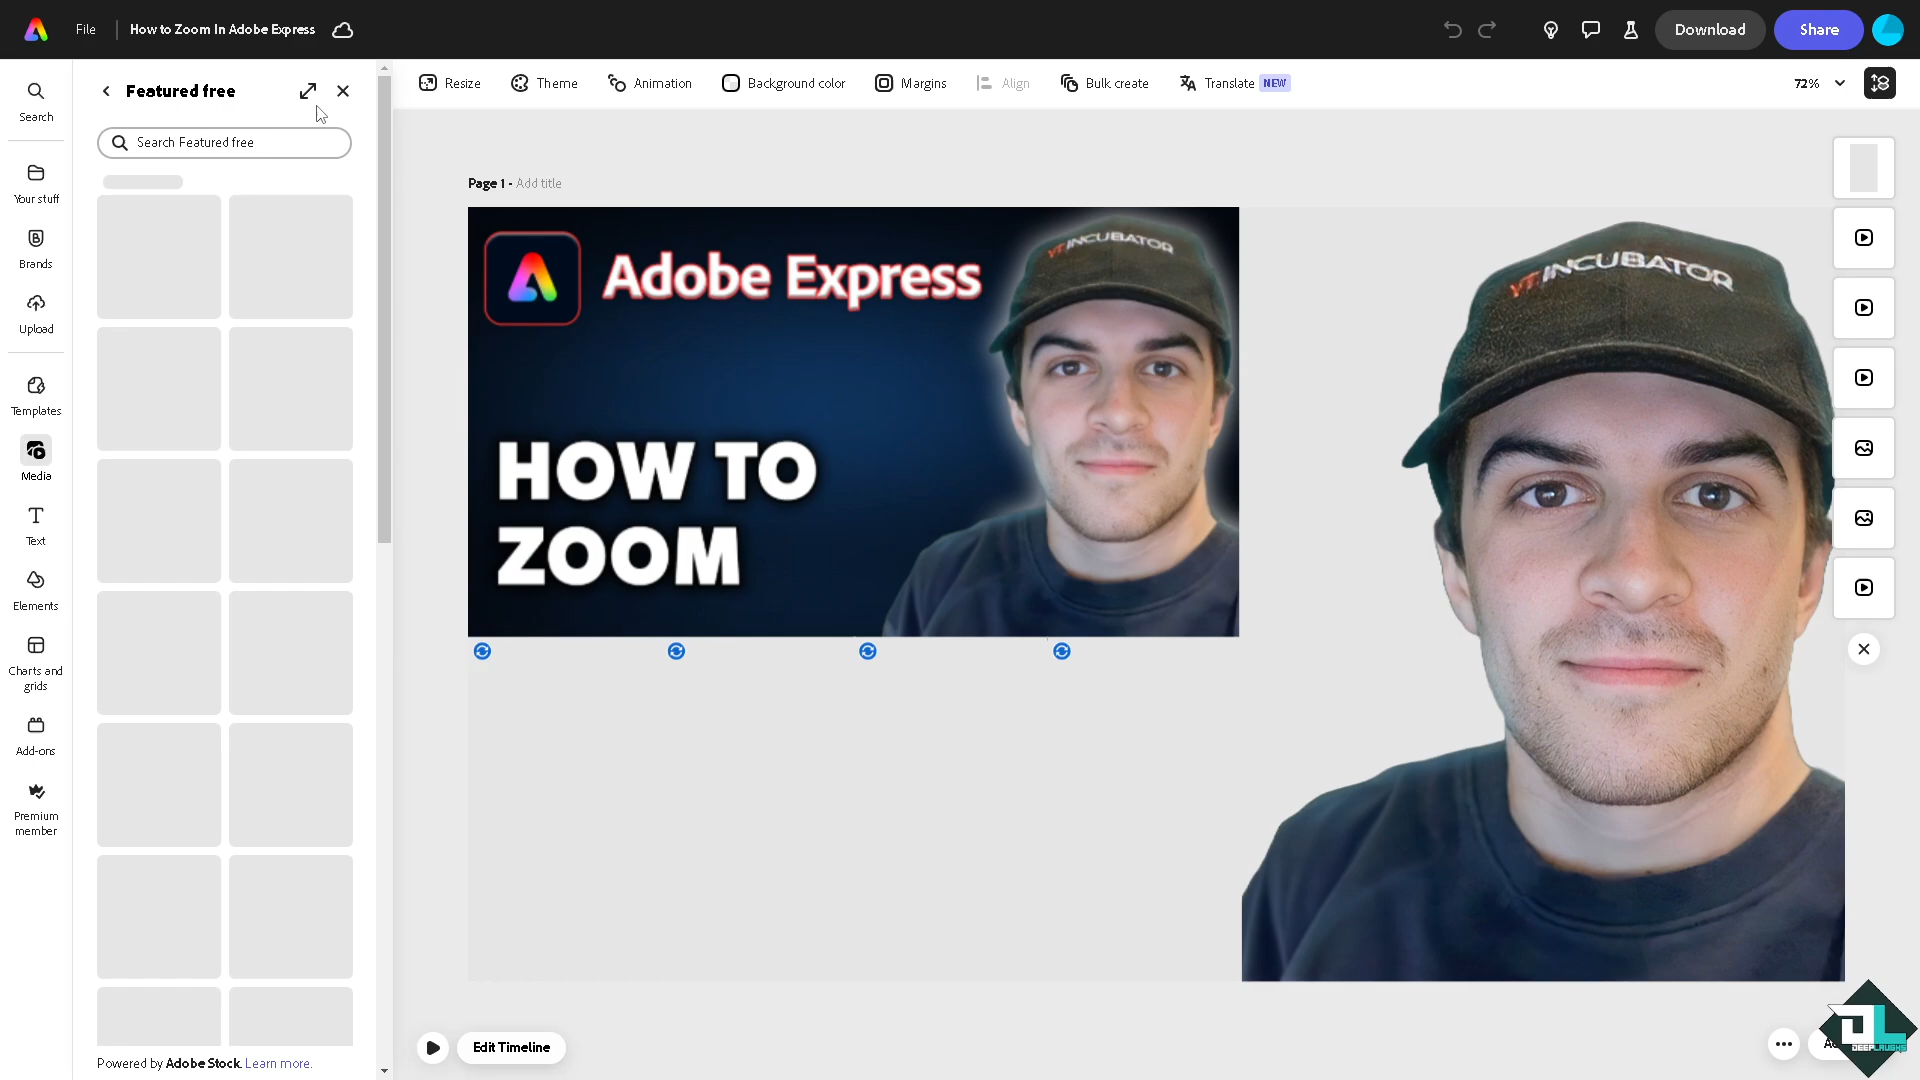 File
How to Zoom In Adobe Express
Download
Share
Search
Your stuff
Brands
Upload
Templates
Media
Text
Elements
Charts and
grids
Add-ons
Premium
member
Featured free
Search Featured free
Powered by Adobe Stock. Learn more.
Resize
Theme
Animation
Background color
Margins
Align
Bulk create
Translate NEW
72%
Page 1 - Add title
Adobe Express
HOW TO
ZOOM
YT INCUBATOR
YT INCUBATOR
Edit Timeline
DEEPLAUGHS